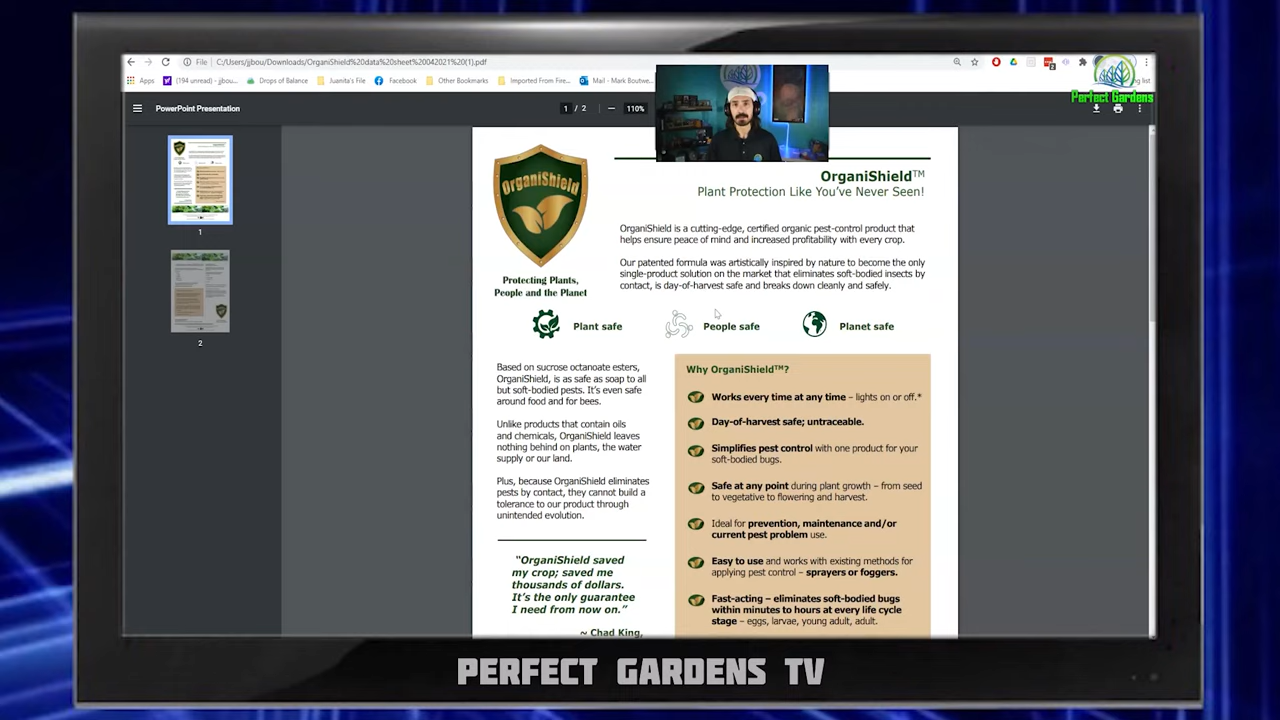 File C:/Users/jjbou/Downloads/OrganiShield%20data%20sheet%20042021%20(1).pdf
Apps (194 unread) - jjbou... Drops of Balance Juanita's File Facebook Other Bookmarks Imported From Fire... Mail - Mark Boutwe...
Perfect Gardens
PowerPoint Presentation 1 / 2 110%
1
2
OrganiShield
Protecting Plants,
People and the Planet
OrganiShield™
Plant Protection Like You've Never Seen!
OrganiShield is a cutting-edge, certified organic pest-control product that
helps ensure peace of mind and increased profitability with every crop.
Our patented formula was artistically inspired by nature to become the only
single-product solution on the market that eliminates soft-bodied insects by
contact, is day-of-harvest safe and breaks down cleanly and safely.
Plant safe People safe Planet safe
Based on sucrose octanoate esters,
OrganiShield, is as safe as soap to all
but soft-bodied pests. It's even safe
around food and for bees.
Unlike products that contain oils
and chemicals, OrganiShield leaves
nothing behind on plants, the water
supply or our land.
Plus, because OrganiShield eliminates
pests by contact, they cannot build a
tolerance to our product through
unintended evolution.
"OrganiShield saved
my crop; saved me
thousands of dollars.
It's the only guarantee
I need from now on."
~ Chad King,
Why OrganiShield™?
Works every time at any time – lights on or off.*
Day-of-harvest safe; untraceable.
Simplifies pest control with one product for your
soft-bodied bugs.
Safe at any point during plant growth – from seed
to vegetative to flowering and harvest.
Ideal for prevention, maintenance and/or
current pest problem use.
Easy to use and works with existing methods for
applying pest control – sprayers or foggers.
Fast-acting – eliminates soft-bodied bugs
within minutes to hours at every life cycle
stage – eggs, larvae, young adult, adult.
PERFECT GARDENS TV